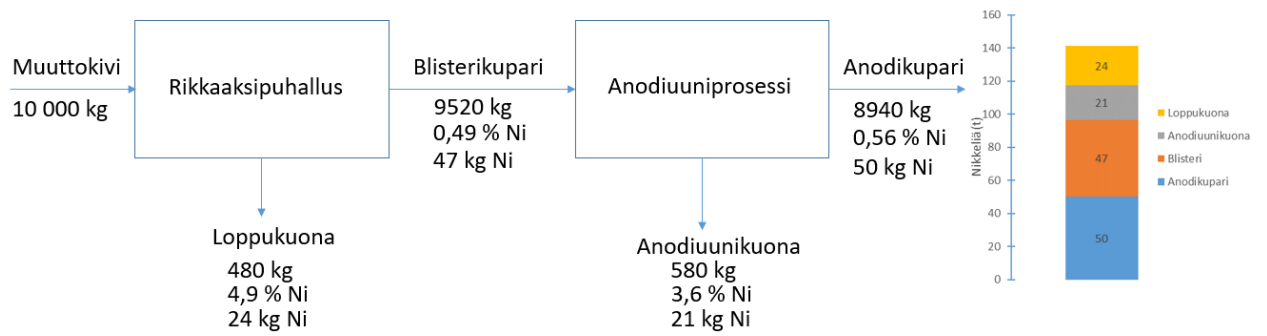 Muuttokivi
10 000 kg
Rikkaaksipuhallus
Blisterikupari
9520 kg
0,49 % Ni
47 kg Ni
Anodiuuniprosessi
Anodikupari
8940 kg
0,56 % Ni
50 kg Ni
Loppukuona
480 kg
4,9 % Ni
24 kg Ni
Anodiuunikuona
580 kg
3,6 % Ni
21 kg Ni
Nikkeliä (t)
160
140
120
100
80
60
40
20
0
24
21
47
50
Loppukuona
Anodiuunikuona
Blisteri
Anodikupari